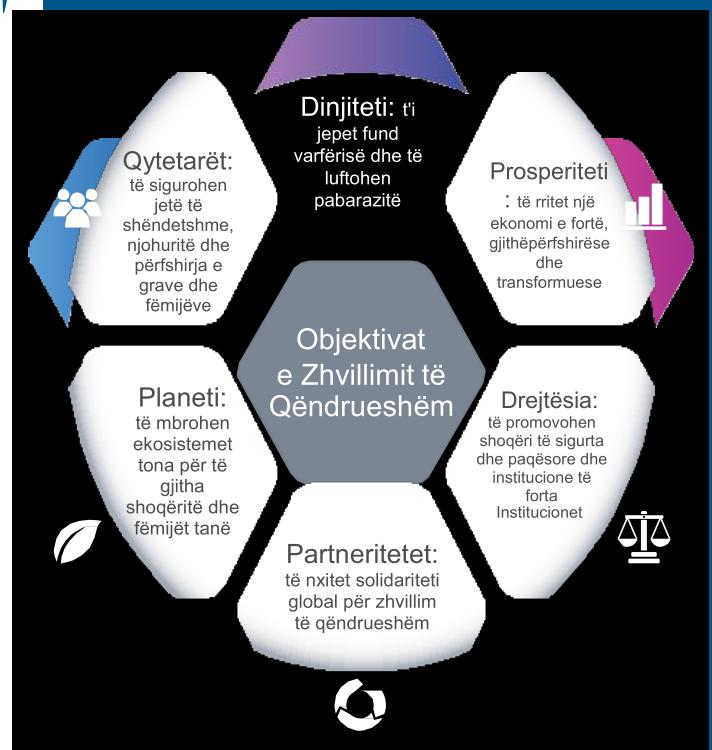 Dinjiteti: t'i
jepet fund
varfërisë dhe të
luftohen
pabarazitë
Qytetarët:
të sigurohen
jetë të
shëndetshme,
njohuritë dhe
përfshirja e
grave dhe
fëmijëve
Prosperiteti
: të rritet një
ekonomi e fortë,
gjithëpërfshirëse
dhe
transformuese
Objektivat
e Zhvillimit të
Qëndrueshëm
Planeti:
të mbrohen
ekosistemet
tona për të
gjitha
shoqëritë dhe
fëmijët tanë
Drejtësia:
të promovohen
shoqëri të sigurta
dhe paqësore dhe
institucione të
forta
Institucionet
Partneritetet:
të nxitet solidariteti
global për zhvillim
të qëndrueshëm